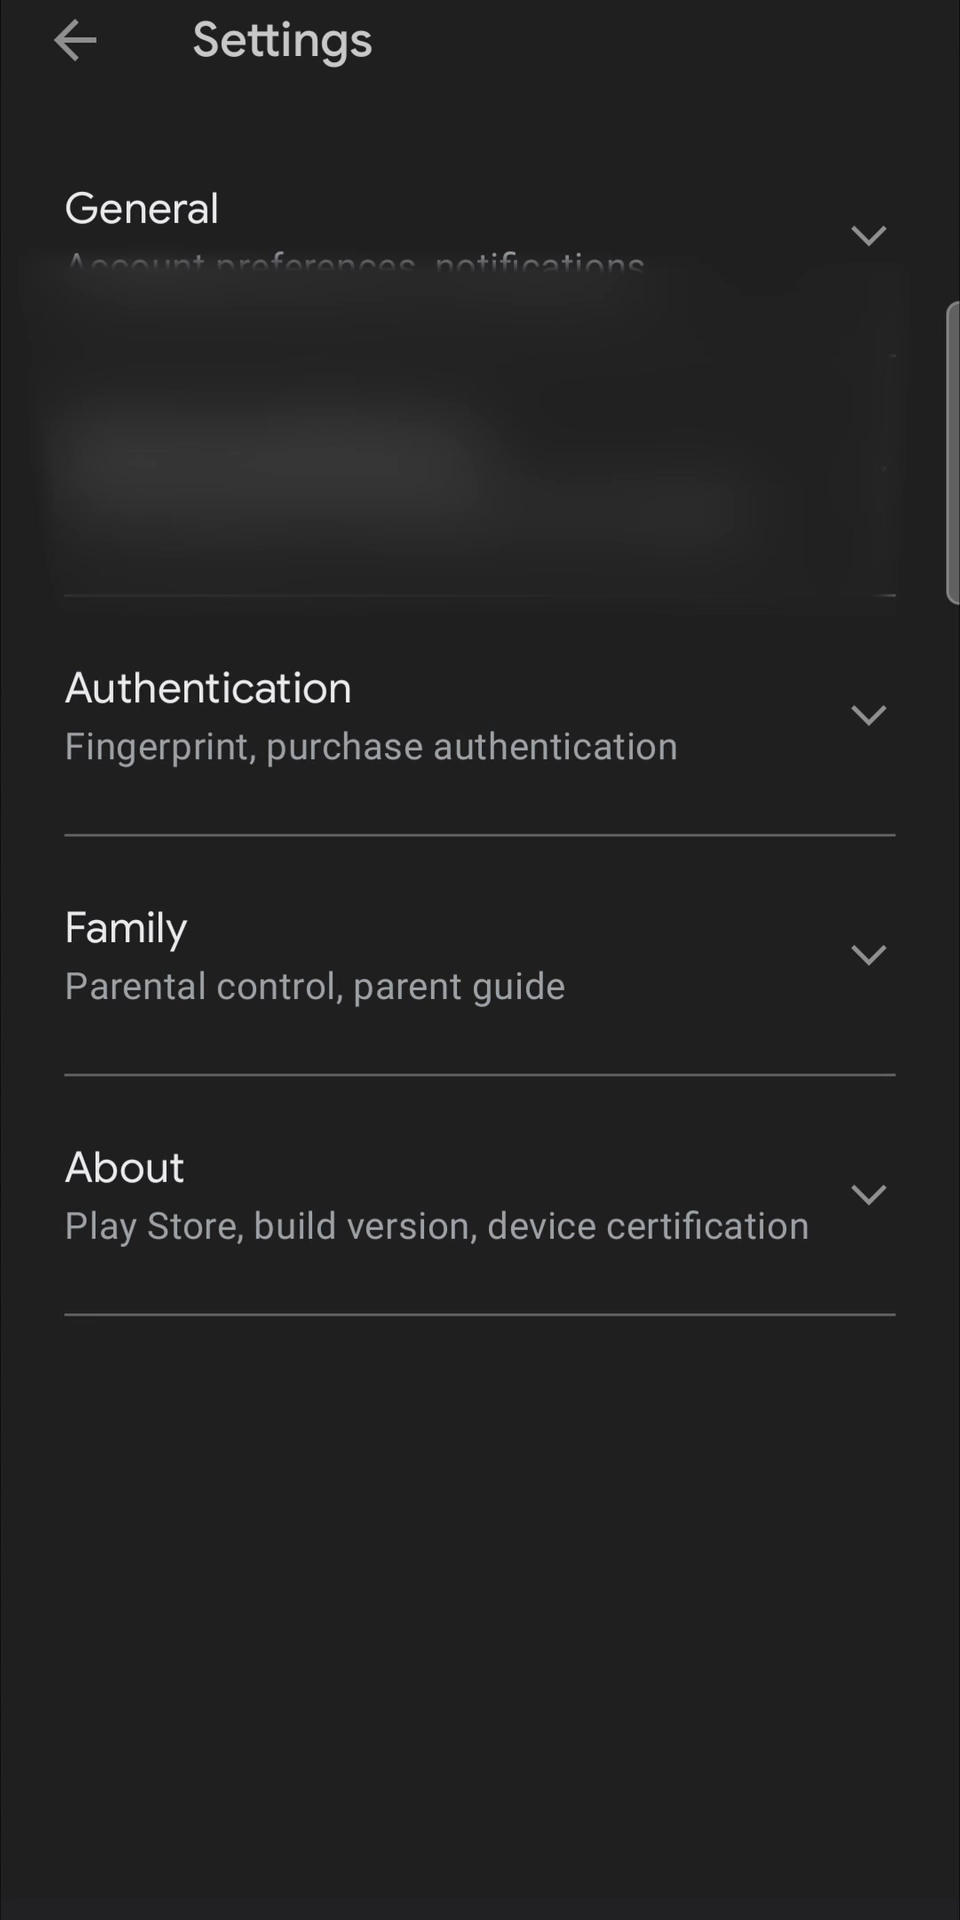 Settings
General
Account preferences, notifications
Authentication
Fingerprint, purchase authentication
Family
Parental control, parent guide
About
Play Store, build version, device certification